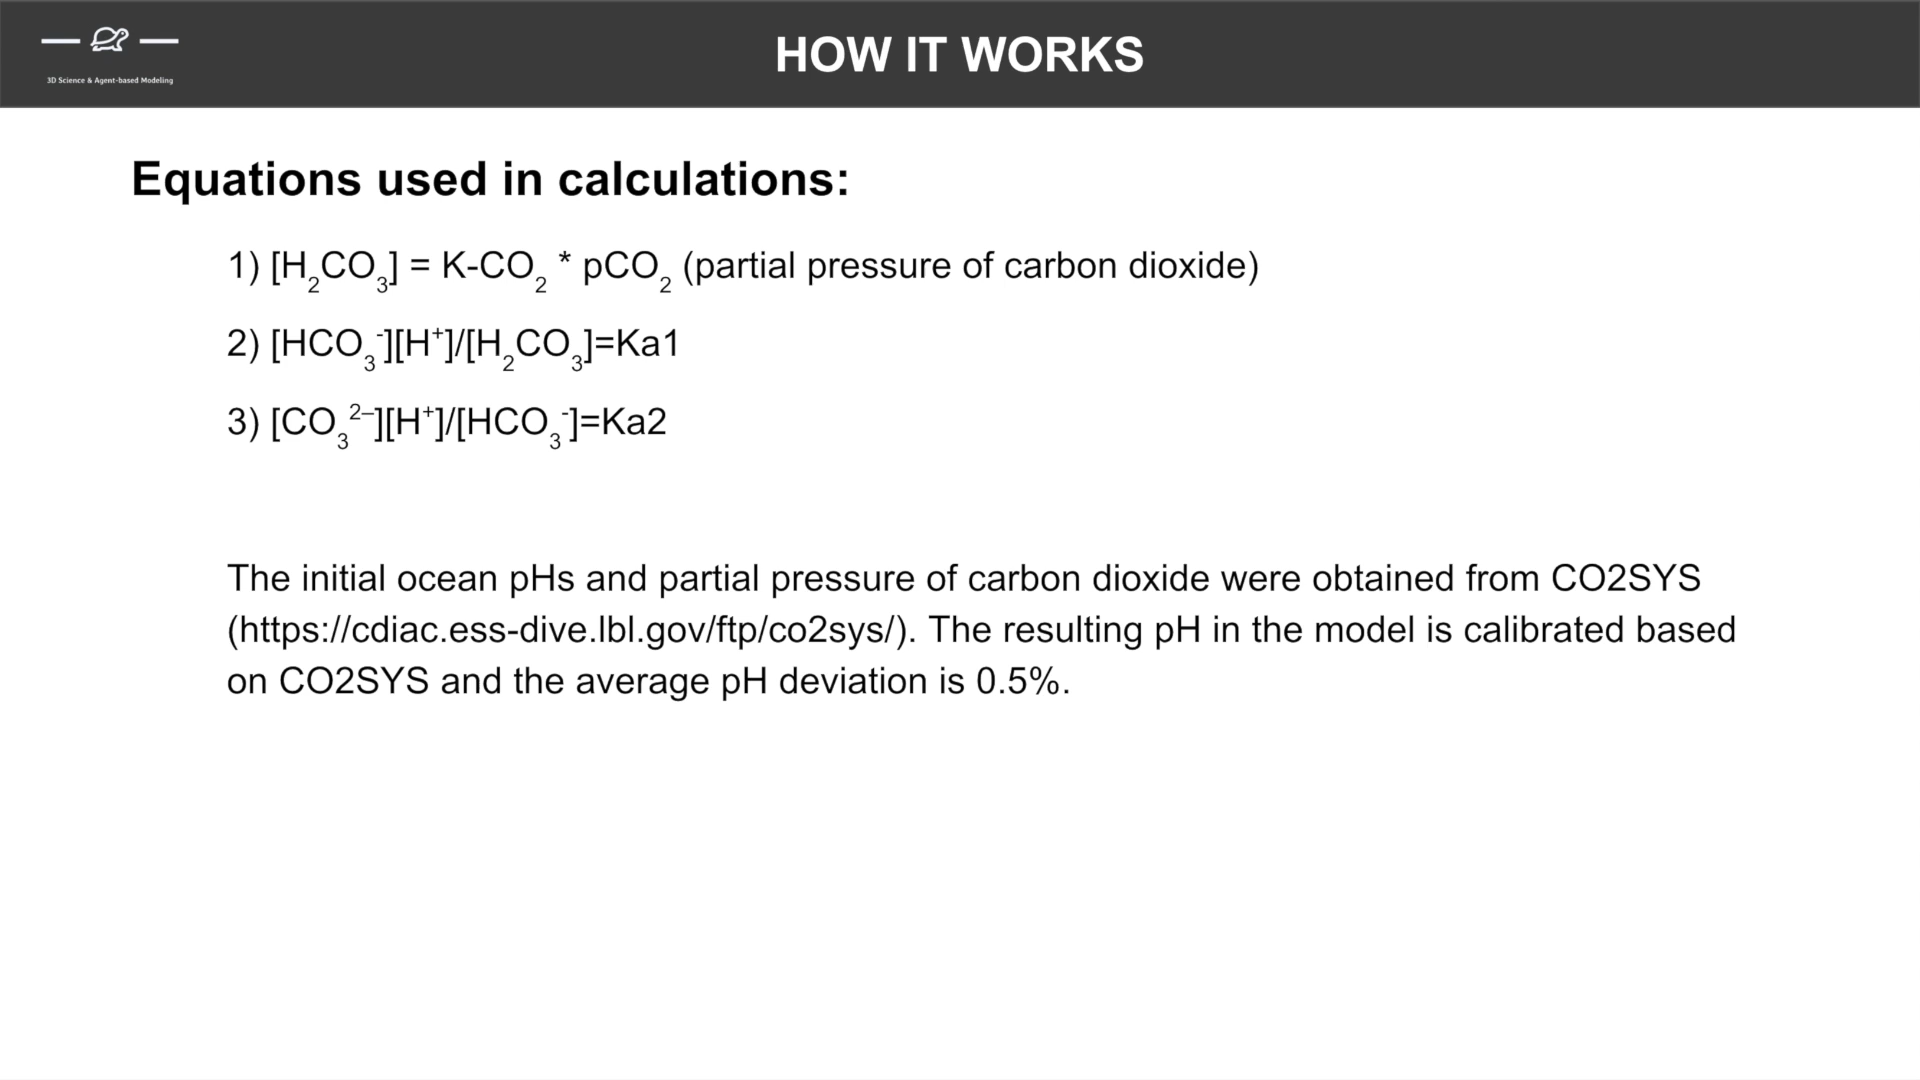 3D Science & Agent-based Modeling
HOW IT WORKS
Equations used in calculations:
1) [H₂CO₃] = K-CO₂ * pCO₂ (partial pressure of carbon dioxide)
2) [HCO₃⁻][H⁺]/[H₂CO₃]=Ka1
3) [CO₃²⁻][H⁺]/[HCO₃⁻]=Ka2
The initial ocean pHs and partial pressure of carbon dioxide were obtained from CO2SYS
(https://cdiac.ess-dive.lbl.gov/ftp/co2sys/). The resulting pH in the model is calibrated based
on CO2SYS and the average pH deviation is 0.5%.